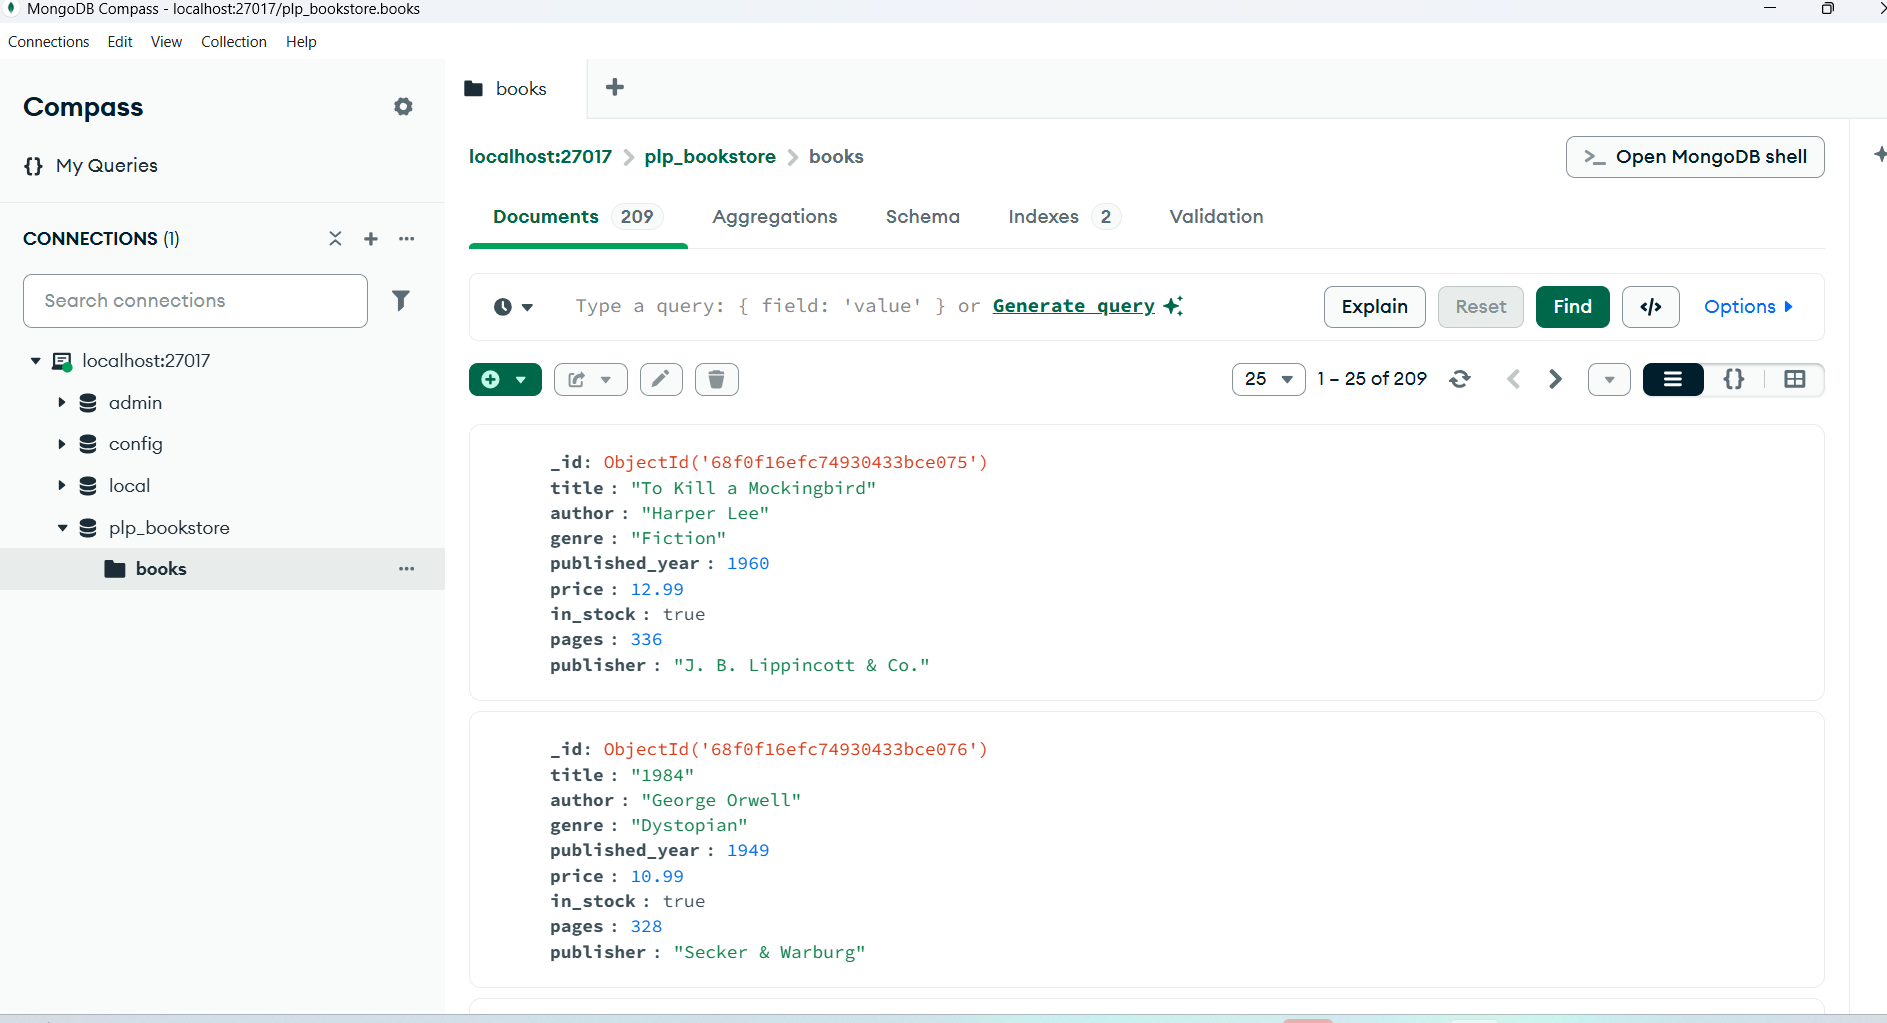 MongoDB Compass - localhost:27017/plp_bookstore.books
Connections Edit View Collection Help
Compass
books
{} My Queries
localhost:27017 plp_bookstore books
>_ Open MongoDB shell
Documents 209 Aggregations Schema Indexes 2 Validation
CONNECTIONS (1)
Search connections
Type a query: { field: 'value' } or Generate query
Explain Reset Find </> Options
localhost:27017
admin
config
local
plp_bookstore
books
25 1 – 25 of 209 {}
_id: ObjectId('68f0f16efc74930433bce075')
title : "To Kill a Mockingbird"
author : "Harper Lee"
genre : "Fiction"
published_year : 1960
price : 12.99
in_stock : true
pages : 336
publisher : "J. B. Lippincott & Co."
_id: ObjectId('68f0f16efc74930433bce076')
title : "1984"
author : "George Orwell"
genre : "Dystopian"
published_year : 1949
price : 10.99
in_stock : true
pages : 328
publisher : "Secker & Warburg"